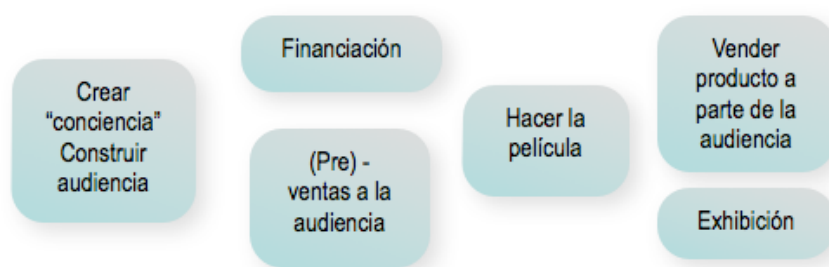 Crear
“conciencia”
Construir
audiencia
Financiación
(Pre) -
ventas a la
audiencia
Hacer la
película
Vender
producto a
parte de la
audiencia
Exhibición